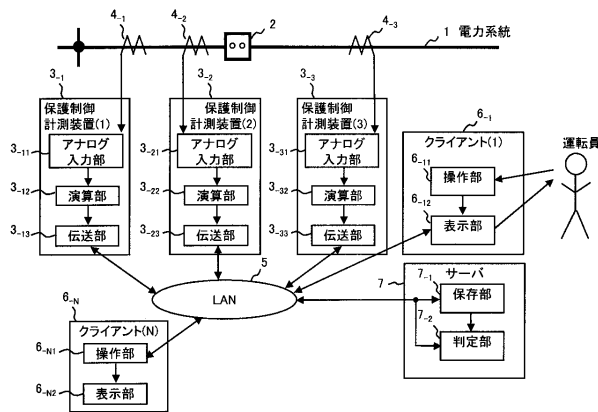 4-1
4-2
2
4-3
1 電力系統
3-1
3-2
3-3
保護制御
計測装置(1)
保護制御
計測装置(2)
保護制御
計測装置(3)
6-1
クライアント(1)
運転員
3-11
アナログ
入力部
3-21
アナログ
入力部
3-31
アナログ
入力部
6-11
操作部
3-12
演算部
3-22
演算部
3-32
演算部
6-12
表示部
3-13
伝送部
3-23
伝送部
3-33
伝送部
5
LAN
7
サーバ
7-1
保存部
7-2
判定部
6-N
クライアント(N)
6-N1
操作部
6-N2
表示部